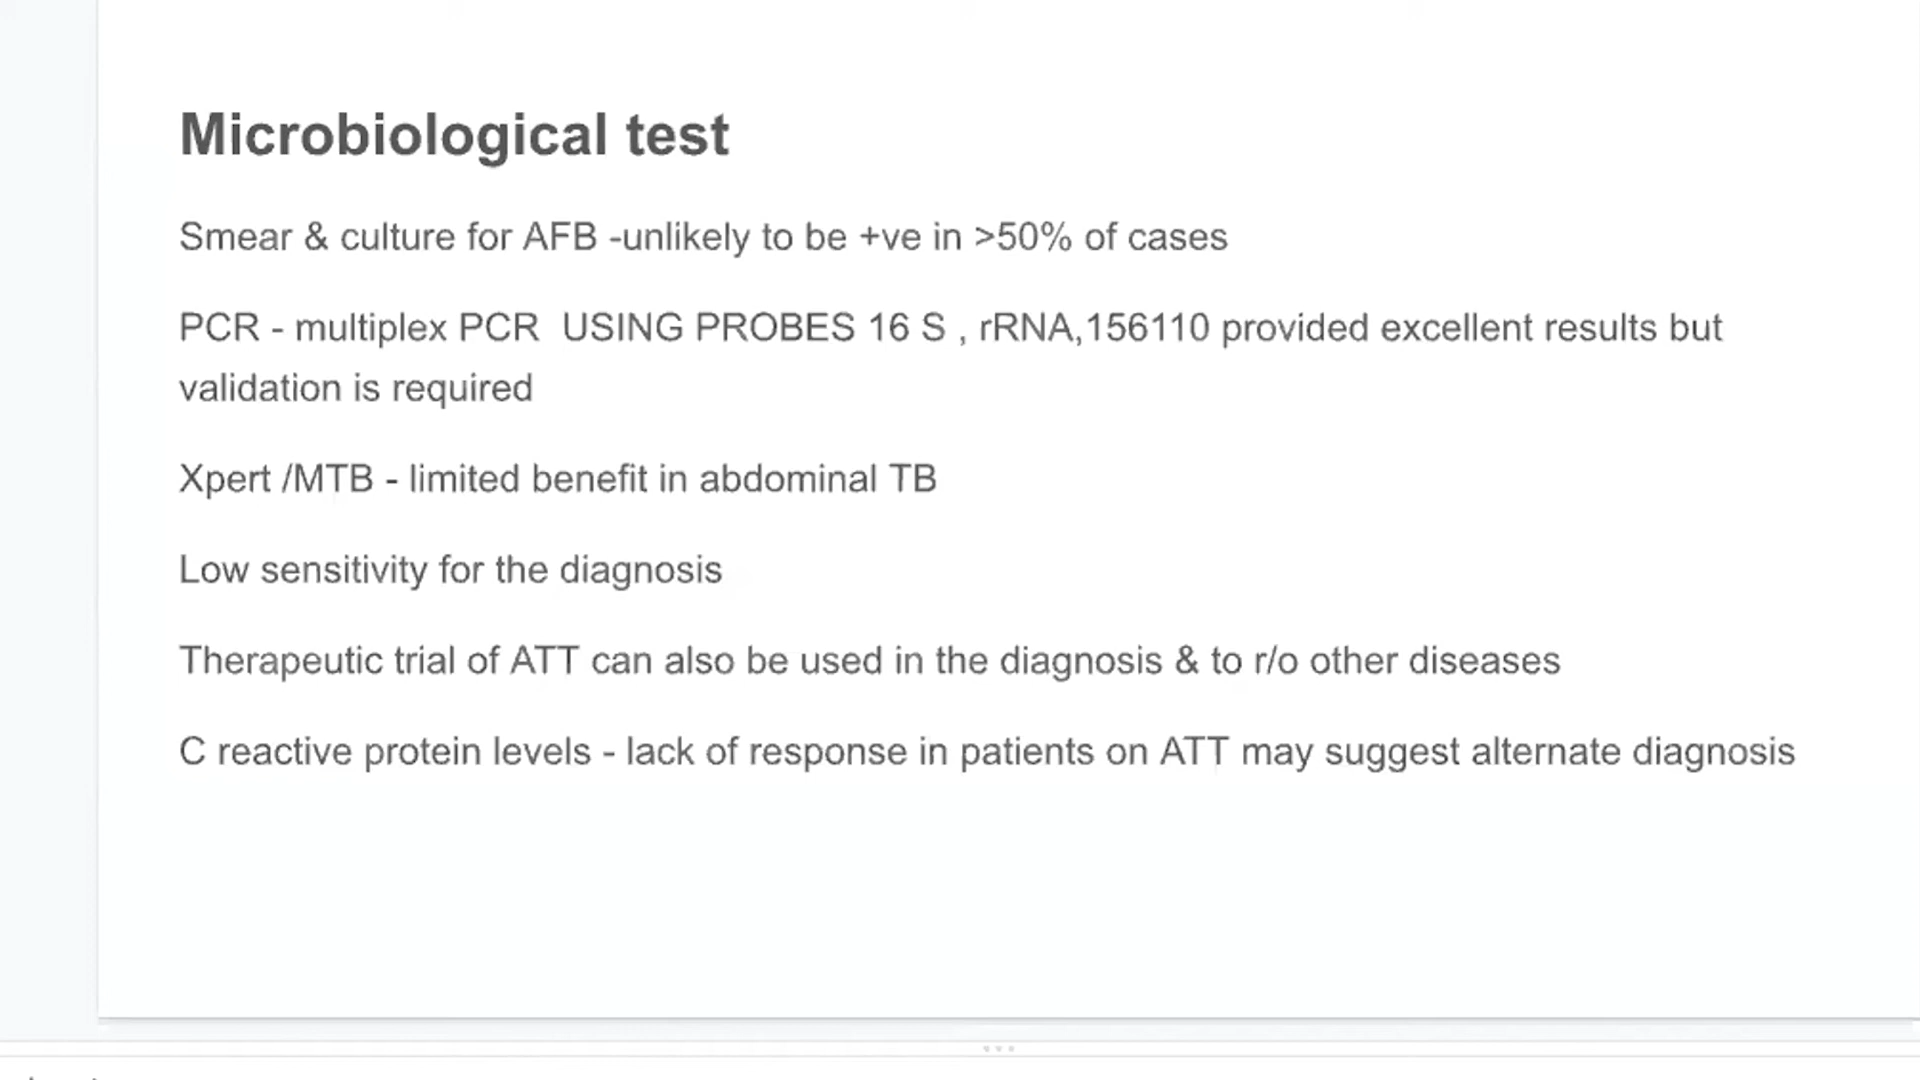 Microbiological test
Smear & culture for AFB -unlikely to be +ve in >50% of cases
PCR - multiplex PCR  USING PROBES 16 S , rRNA,156110 provided excellent results but
validation is required
Xpert /MTB - limited benefit in abdominal TB
Low sensitivity for the diagnosis
Therapeutic trial of ATT can also be used in the diagnosis & to r/o other diseases
C reactive protein levels - lack of response in patients on ATT may suggest alternate diagnosis